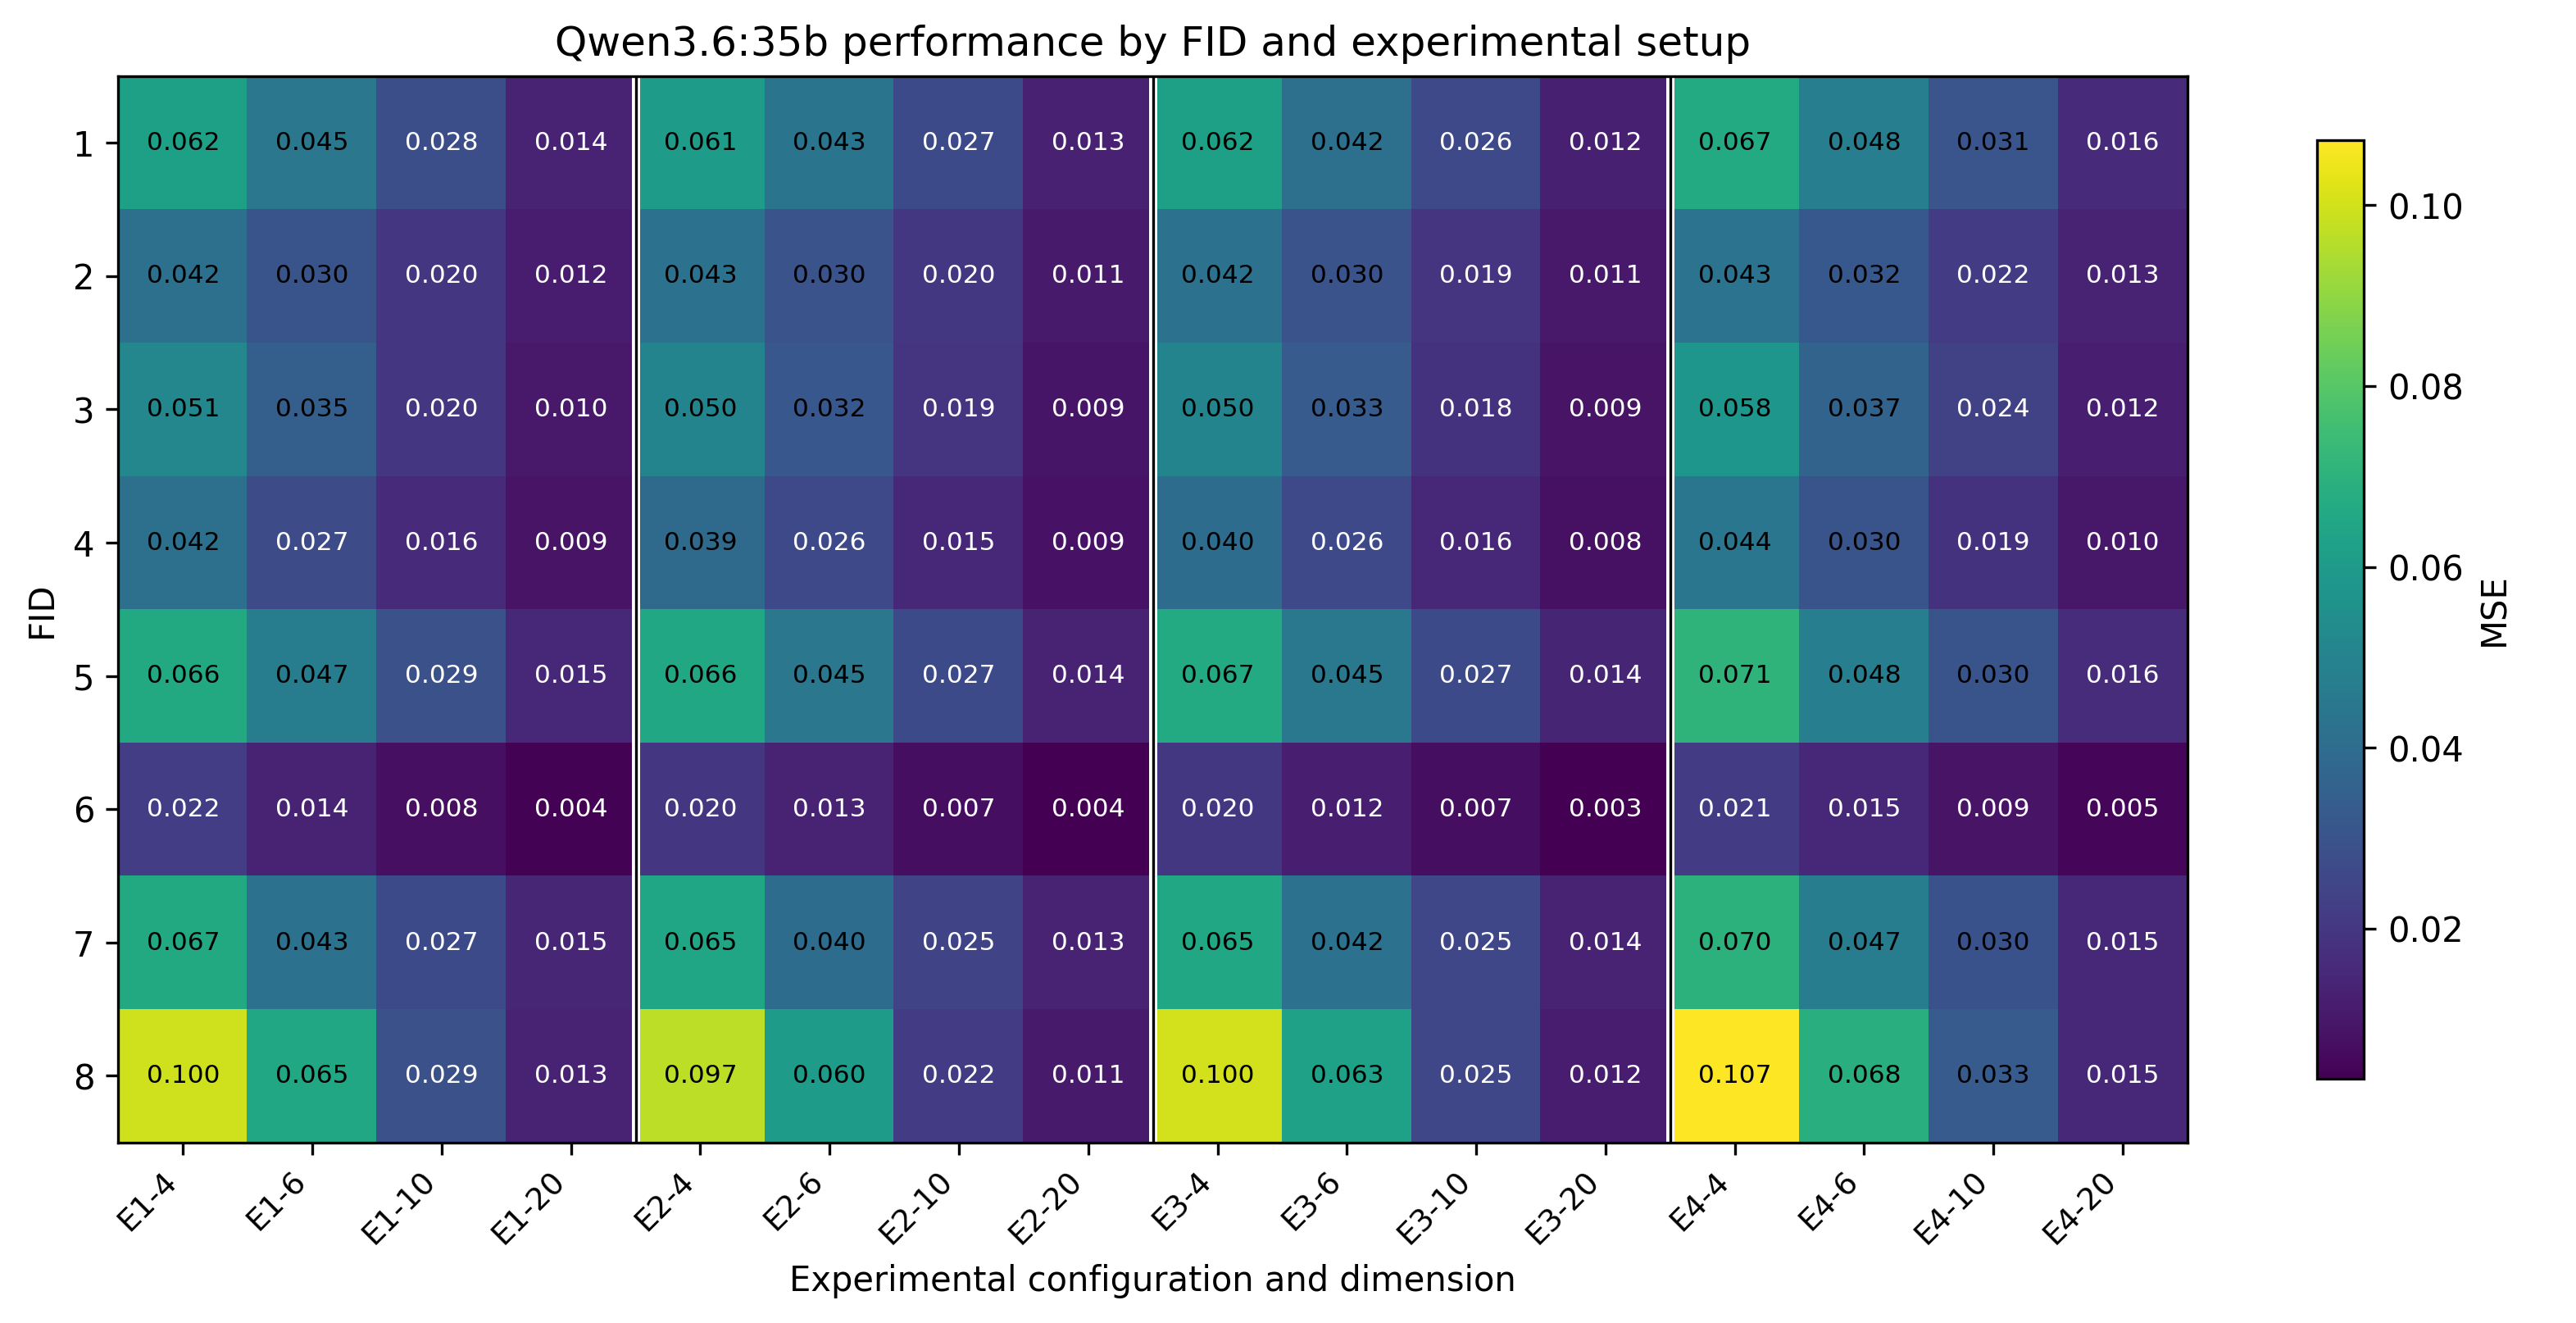 Qwen3.6:35b performance by FID and experimental setup
1 0.062 0.045 0.028 0.014 0.061 0.043 0.027 0.013 0.062 0.042 0.026 0.012 0.067 0.048 0.031 0.016
2 0.042 0.030 0.020 0.012 0.043 0.030 0.020 0.011 0.042 0.030 0.019 0.011 0.043 0.032 0.022 0.013
3 0.051 0.035 0.020 0.010 0.050 0.032 0.019 0.009 0.050 0.033 0.018 0.009 0.058 0.037 0.024 0.012
4 0.042 0.027 0.016 0.009 0.039 0.026 0.015 0.009 0.040 0.026 0.016 0.008 0.044 0.030 0.019 0.010
5 0.066 0.047 0.029 0.015 0.066 0.045 0.027 0.014 0.067 0.045 0.027 0.014 0.071 0.048 0.030 0.016
6 0.022 0.014 0.008 0.004 0.020 0.013 0.007 0.004 0.020 0.012 0.007 0.003 0.021 0.015 0.009 0.005
7 0.067 0.043 0.027 0.015 0.065 0.040 0.025 0.013 0.065 0.042 0.025 0.014 0.070 0.047 0.030 0.015
8 0.100 0.065 0.029 0.013 0.097 0.060 0.022 0.011 0.100 0.063 0.025 0.012 0.107 0.068 0.033 0.015
FID
E1-4 E1-6 E1-10 E1-20 E2-4 E2-6 E2-10 E2-20 E3-4 E3-6 E3-10 E3-20 E4-4 E4-6 E4-10 E4-20
Experimental configuration and dimension
0.10
0.08
0.06
0.04
0.02
MSE